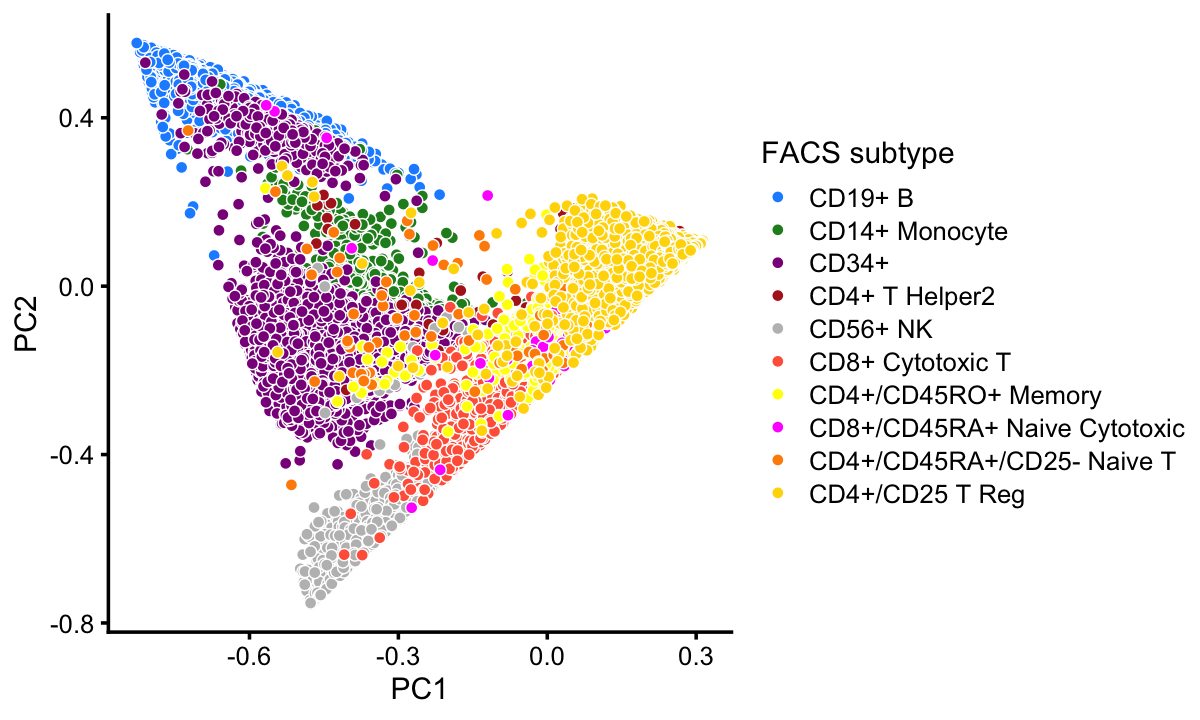 FACS subtype
CD19+ B
CD14+ Monocyte
CD34+
CD4+ T Helper2
CD56+ NK
CD8+ Cytotoxic T
CD4+/CD45RO+ Memory
CD8+/CD45RA+ Naive Cytotoxic
CD4+/CD45RA+/CD25- Naive T
CD4+/CD25 T Reg
PC2
0.4
0.0
-0.4
-0.8
-0.6 -0.3 0.0 0.3
PC1